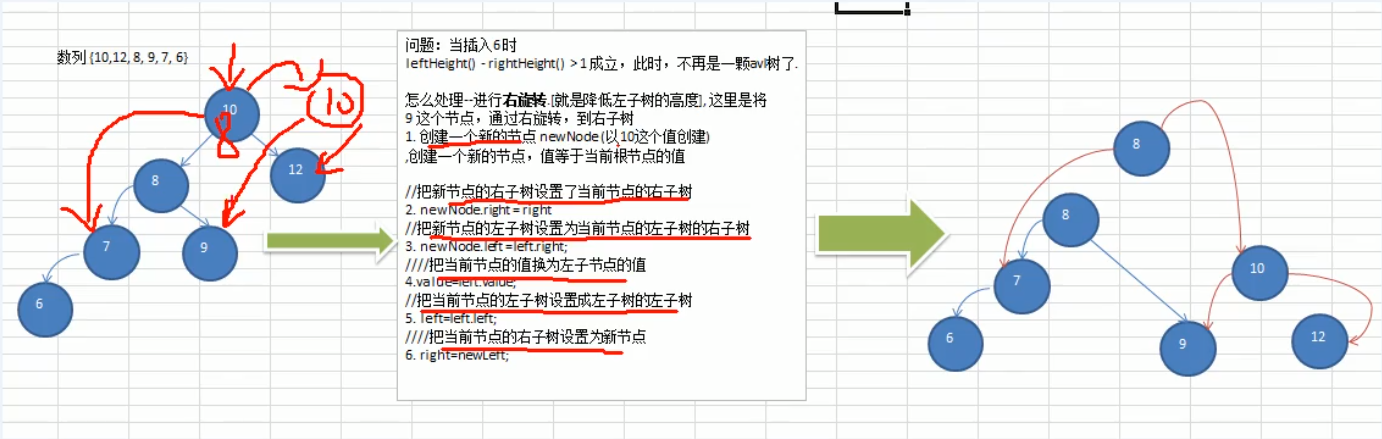 数列 {10,12, 8, 9, 7, 6}
10
10
8
12
8
7
9
6
问题：当插入6时
leftHeight() - rightHeight() >1成立，此时，不再是一颗avl树了.
怎么处理--进行右旋转.[就是降低左子树的高度], 这里是将
9 这个节点，通过右旋转，到右子树
1. 创建一个新的节点 newNode (以10这个值创建)
,创建一个新的节点，值等于当前根节点的值
//把新节点的右子树设置了当前节点的右子树
2. newNode.right = right
//把新节点的左子树设置为当前节点的左子树的右子树
3. newNode.left =left.right;
////把当前节点的值换为左子节点的值
4.value=left.value;
//把当前节点的左子树设置成左子树的左子树
5. left=left.left;
////把当前节点的右子树设置为新节点
6. right=newLeft;
8
8
7
10
6
9
12